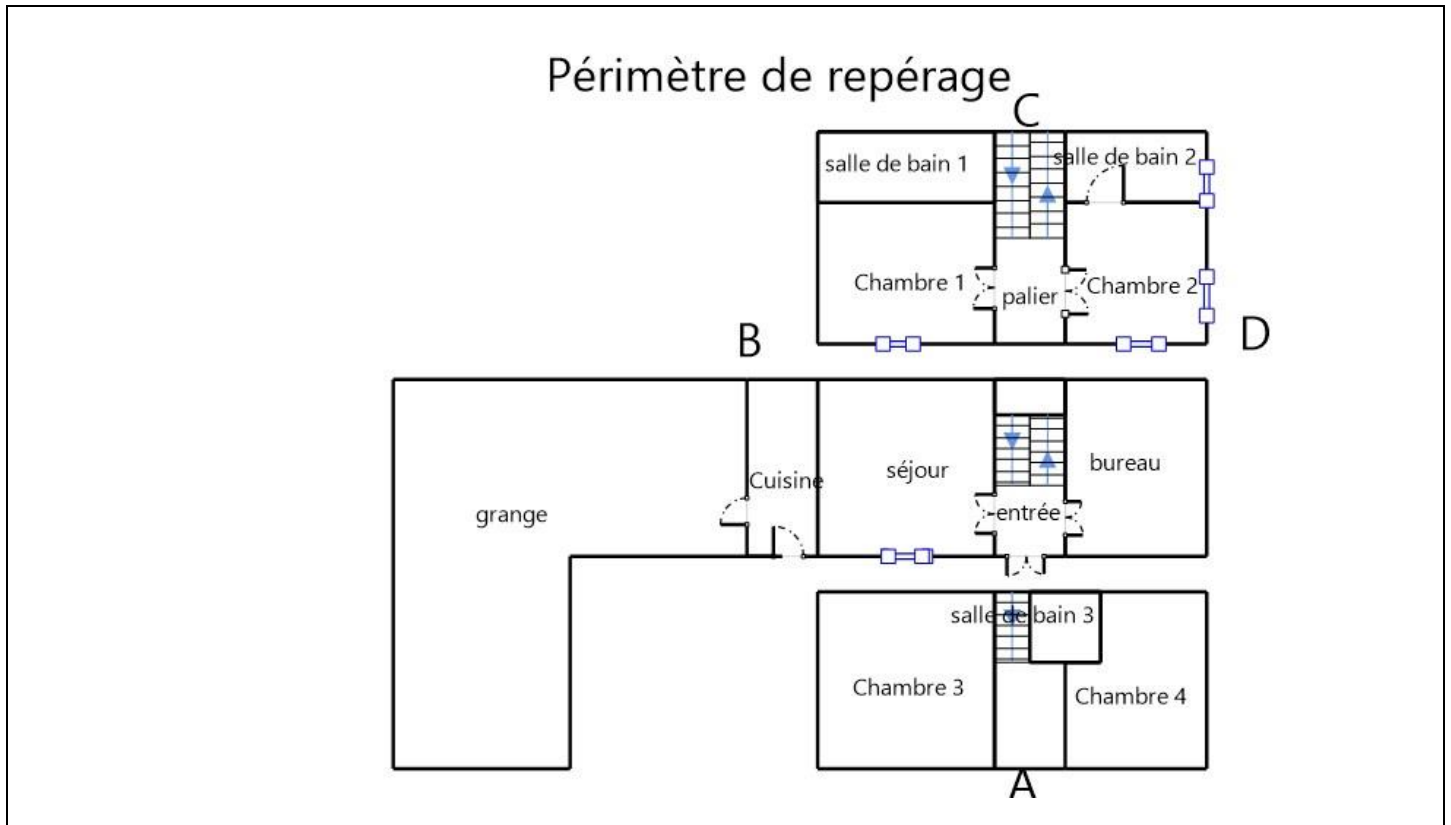 Périmètre de repérage
C
salle de bain 1
salle de bain 2
Chambre 1
palier
Chambre 2
B
D
grange
Cuisine
séjour
entrée
bureau
salle de bain 3
Chambre 3
Chambre 4
A